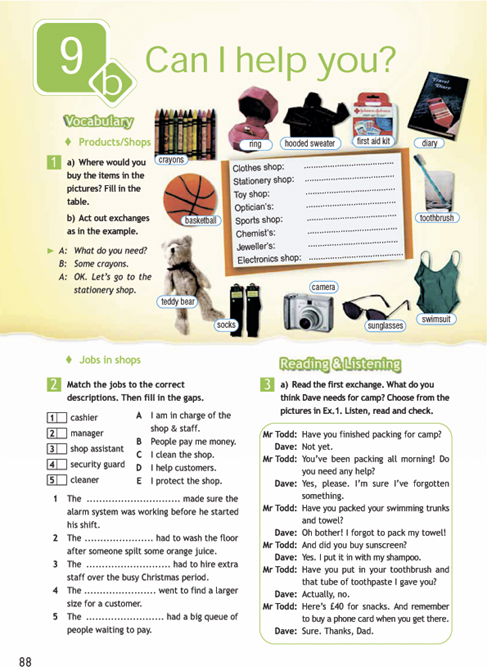 9 b
Can I help you?
Vocabulary
♦ Products/Shops
1 a) Where would you
buy the items in the
pictures? Fill in the
table.
b) Act out exchanges
as in the example.
► A: What do you need?
B: Some crayons.
A: OK. Let's go to the
stationery shop.
crayons
ring
hooded sweater
first aid kit
Travel
Diary
diary
basketball
toothbrush
teddy bear
socks
camera
sunglasses
swimsuit
Clothes shop: ..............................
Stationery shop: ..............................
Toy shop: ..............................
Optician's: ..............................
Sports shop: ..............................
Chemist's: ..............................
Jeweller's: ..............................
Electronics shop: ..............................
♦ Jobs in shops
2 Match the jobs to the correct
descriptions. Then fill in the gaps.
1 cashier
2 manager
3 shop assistant
4 security guard
5 cleaner
A I am in charge of the
shop & staff.
B People pay me money.
C I clean the shop.
D I help customers.
E I protect the shop.
1 The .............................. made sure the
alarm system was working before he started
his shift.
2 The ...................... had to wash the floor
after someone spilt some orange juice.
3 The ........................... had to hire extra
staff over the busy Christmas period.
4 The ....................... went to find a larger
size for a customer.
5 The ......................... had a big queue of
people waiting to pay.
Reading & Listening
3 a) Read the first exchange. What do you
think Dave needs for camp? Choose from the
pictures in Ex.1. Listen, read and check.
Mr Todd: Have you finished packing for camp?
Dave: Not yet.
Mr Todd: You've been packing all morning! Do
you need any help?
Dave: Yes, please. I'm sure I've forgotten
something.
Mr Todd: Have you packed your swimming trunks
and towel?
Dave: Oh bother! I forgot to pack my towel!
Mr Todd: And did you buy sunscreen?
Dave: Yes. I put it in with my shampoo.
Mr Todd: Have you put in your toothbrush and
that tube of toothpaste I gave you?
Dave: Actually, no.
Mr Todd: Here's £40 for snacks. And remember
to buy a phone card when you get there.
Dave: Sure. Thanks, Dad.
88